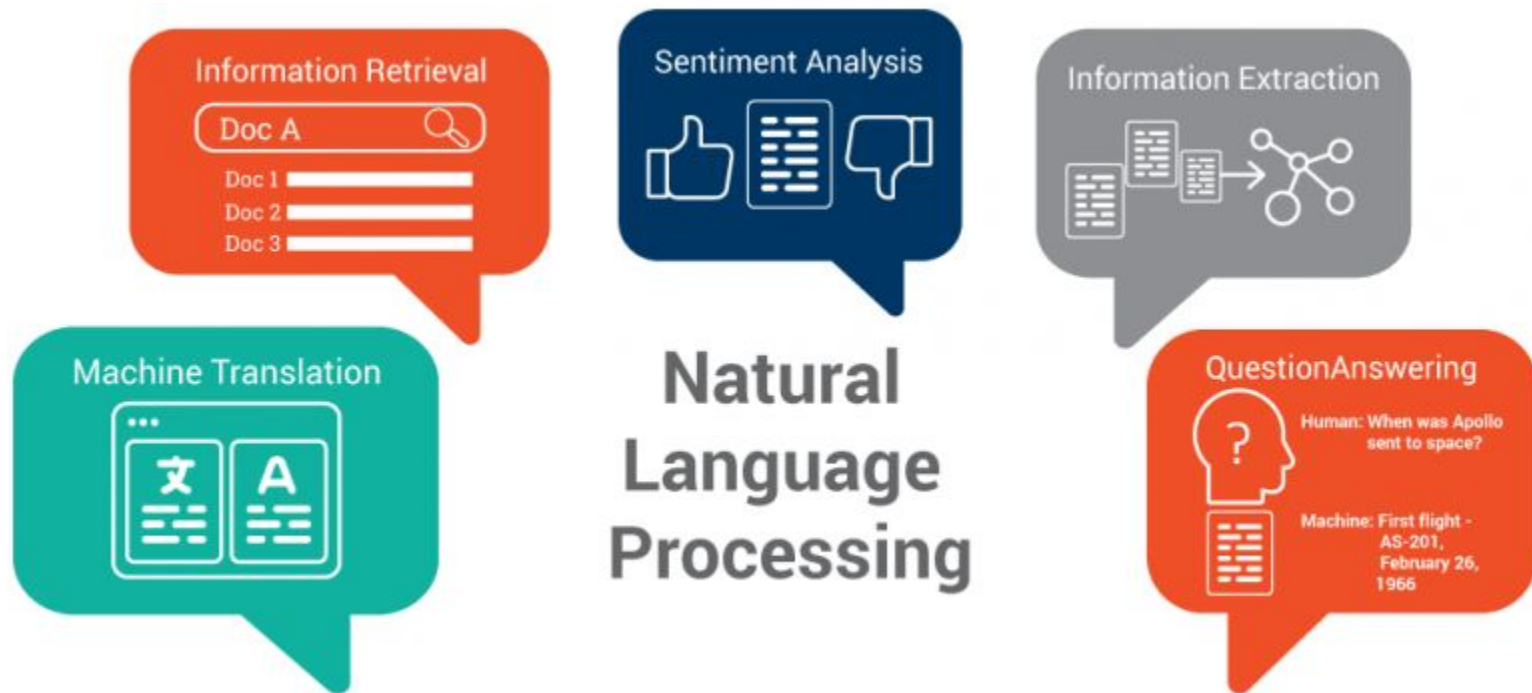 Information Retrieval
Doc A
Doc 1
Doc 2
Doc 3
Sentiment Analysis
Information Extraction
Machine Translation
文 A
Natural
Language
Processing
QuestionAnswering
?
Human: When was Apollo
sent to space?
Machine: First flight -
AS-201,
February 26,
1966